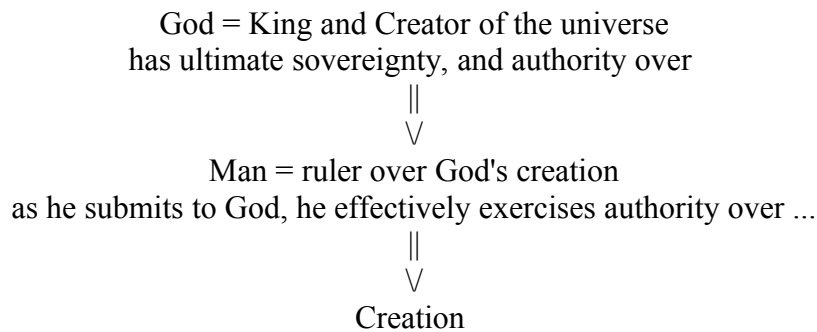 God = King and Creator of the universe
has ultimate sovereignty, and authority over
||
\/
Man = ruler over God's creation
as he submits to God, he effectively exercises authority over ...
||
\/
Creation